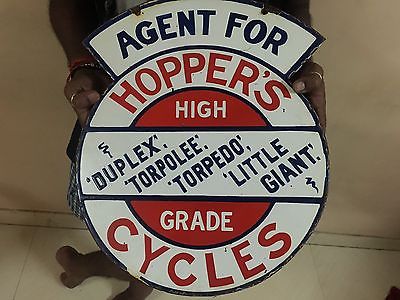 AGENT FOR
HOPPER'S
HIGH
'DUPLEX', 'TORPOLEE', 'TORPEDO', 'LITTLE GIANT'.
GRADE
CYCLES